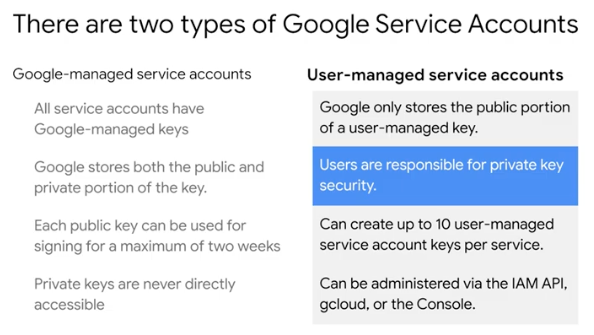 There are two types of Google Service Accounts
Google-managed service accounts
All service accounts have
Google-managed keys
Google stores both the public and
private portion of the key.
Each public key can be used for
signing for a maximum of two weeks
Private keys are never directly
accessible
User-managed service accounts
Google only stores the public portion
of a user-managed key.
Users are responsible for private key
security.
Can create up to 10 user-managed
service account keys per service.
Can be administered via the IAM API,
gcloud, or the Console.